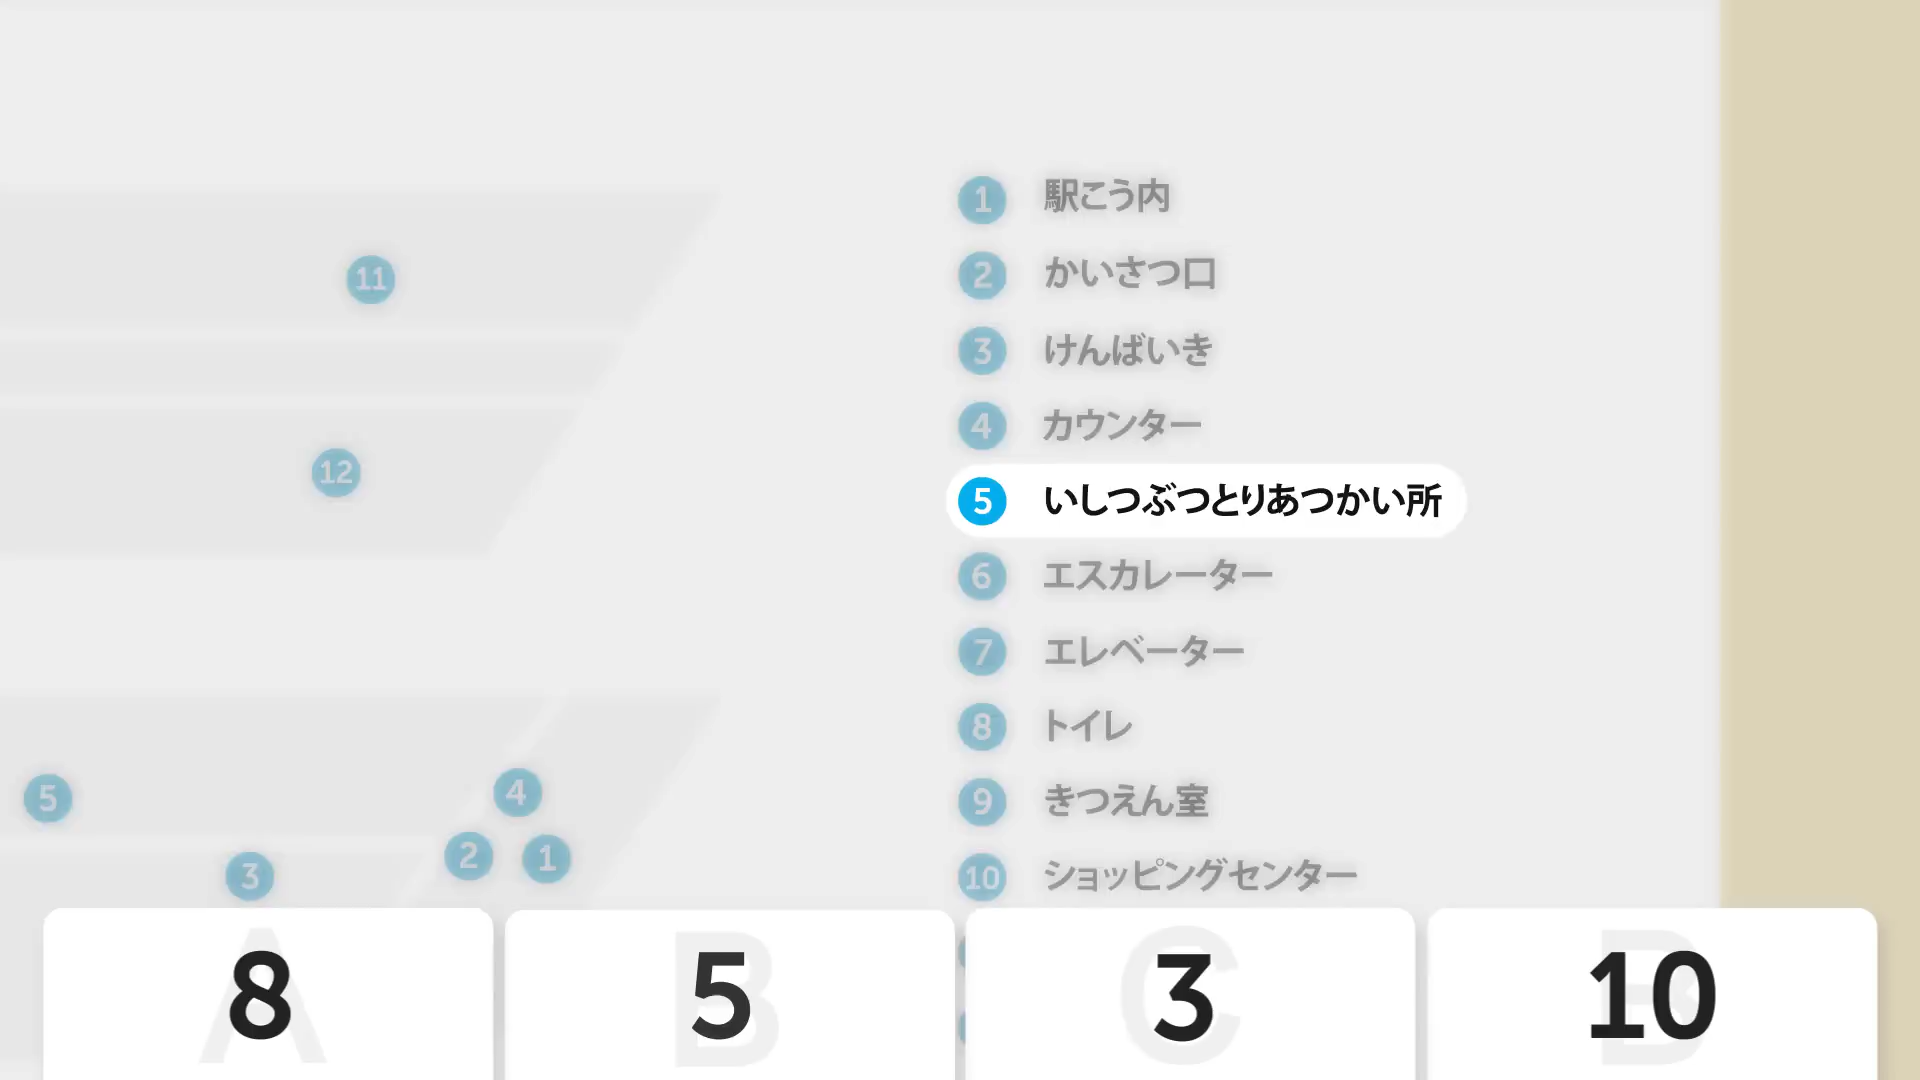 1 駅こう内
2 かいさつ口
11
3 けんばいき
4 カウンター
12
5 いしつぶつとりあつかい所
6 エスカレーター
7 エレベーター
8 トイレ
5
4
9 きつえん室
2
1
3
10 ショッピングセンター
A 8
B 5
C 3
B 10